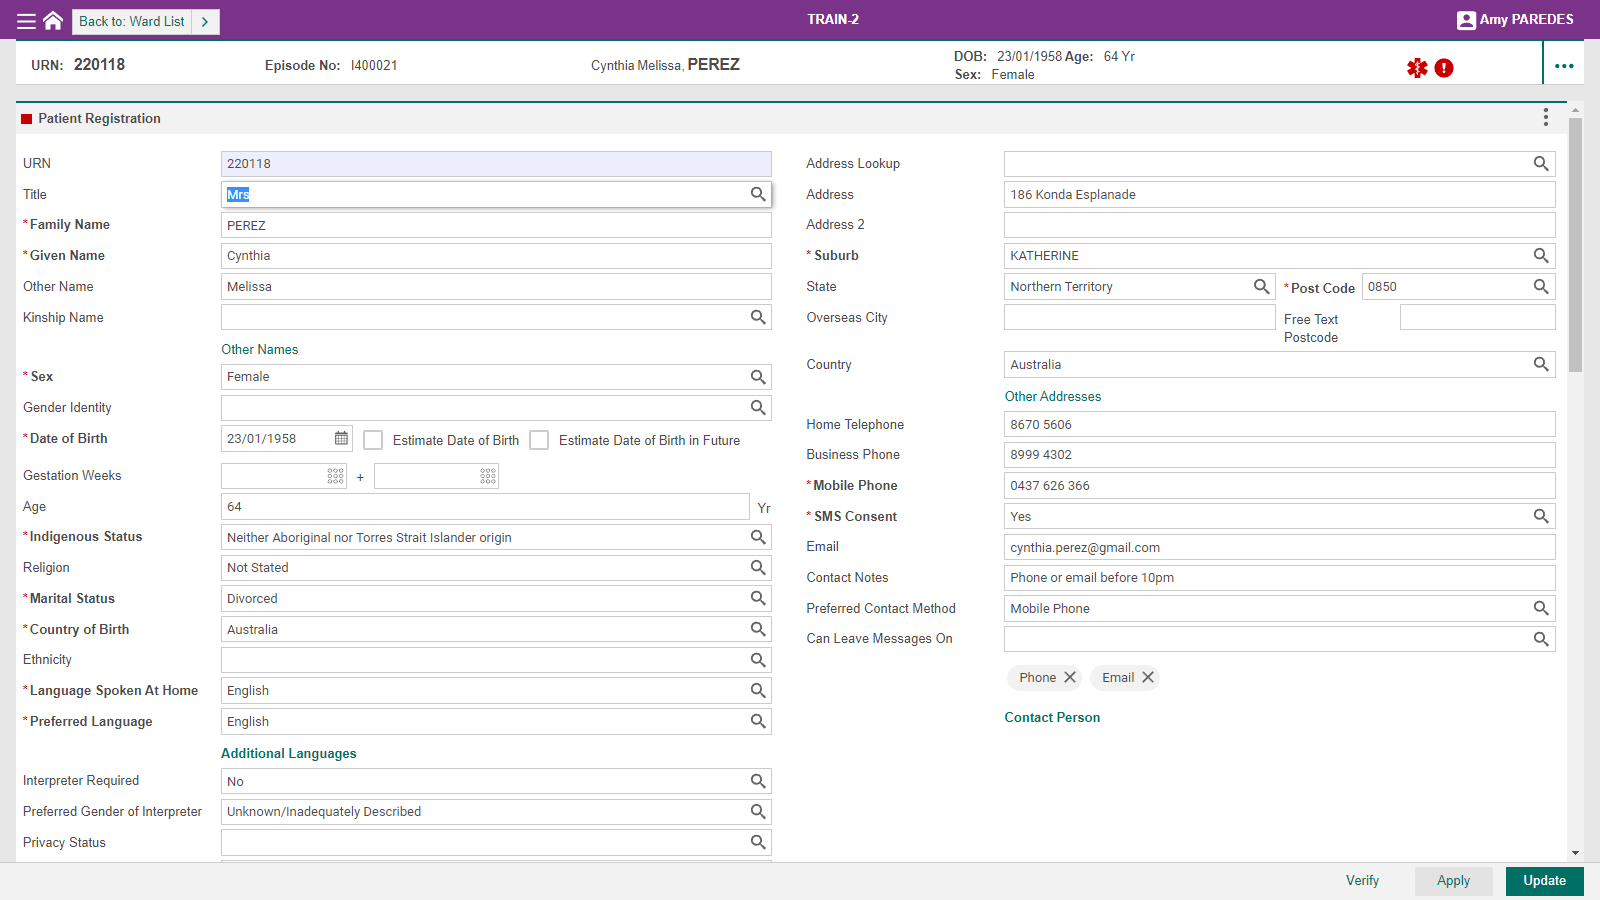 Back to: Ward List
TRAIN-2
Amy PAREDES
URN: 220118
Episode No: I400021
Cynthia Melissa, PEREZ
DOB: 23/01/1958 Age: 64 Yr
Sex: Female
Patient Registration
URN 220118
Title Mrs
*Family Name PEREZ
*Given Name Cynthia
Other Name Melissa
Kinship Name
Other Names
*Sex Female
Gender Identity
*Date of Birth 23/01/1958 Estimate Date of Birth Estimate Date of Birth in Future
Gestation Weeks +
Age 64 Yr
*Indigenous Status Neither Aboriginal nor Torres Strait Islander origin
Religion Not Stated
*Marital Status Divorced
*Country of Birth Australia
Ethnicity
*Language Spoken At Home English
*Preferred Language English
Additional Languages
Interpreter Required No
Preferred Gender of Interpreter Unknown/Inadequately Described
Privacy Status
Address Lookup
Address 186 Konda Esplanade
Address 2
*Suburb KATHERINE
State Northern Territory *Post Code 0850
Overseas City Free Text
Postcode
Country Australia
Other Addresses
Home Telephone 8670 5606
Business Phone 8999 4302
*Mobile Phone 0437 626 366
*SMS Consent Yes
Email cynthia.perez@gmail.com
Contact Notes Phone or email before 10pm
Preferred Contact Method Mobile Phone
Can Leave Messages On
Phone Email
Contact Person
Verify Apply Update